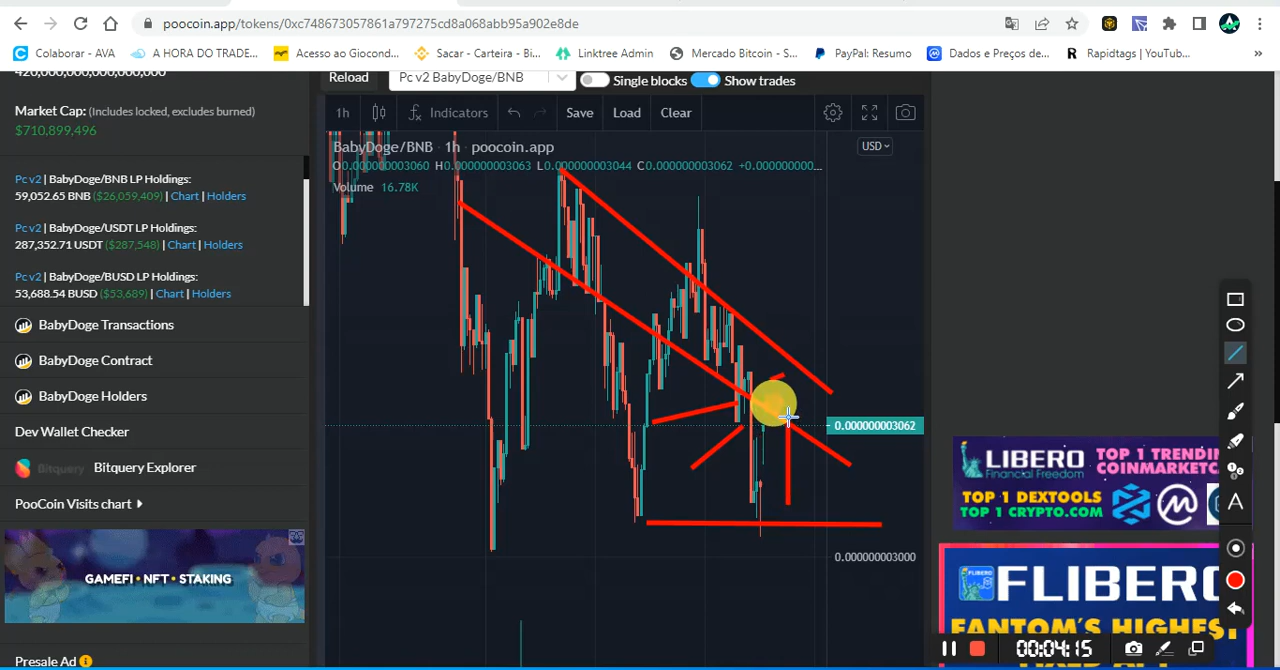 poocoin.app/tokens/0xc748673057861a797275cd8a068abb95a902e8de
Colaborar - AVA
A HORA DO TRADE...
Acesso ao Giocond...
Sacar - Carteira - Bi...
Linktree Admin
Mercado Bitcoin - S...
PayPal: Resumo
Dados e Preços de...
Rapidtags | YouTub...
»
420,000,000,000,000,000
Market Cap: (Includes locked, excludes burned)
$710,899,496
Pc v2 | BabyDoge/BNB LP Holdings:
59,052.65 BNB ($26,059,409) | Chart | Holders
Pc v2 | BabyDoge/USDT LP Holdings:
287,352.71 USDT ($287,548) | Chart | Holders
Pc v2 | BabyDoge/BUSD LP Holdings:
53,688.54 BUSD ($53,689) | Chart | Holders
BabyDoge Transactions
BabyDoge Contract
BabyDoge Holders
Dev Wallet Checker
Bitquery
Bitquery Explorer
PooCoin Visits chart
GAMEFI • NFT • STAKING
Presale Ad
Reload
Pc v2 BabyDoge/BNB
Single blocks
Show trades
1h
Indicators
Save
Load
Clear
BabyDoge/BNB · 1h · poocoin.app
USD
O0.000000003060 H0.000000003063 L0.000000003044 C0.000000003062 +0.000000000...
Volume 16.78K
0.000000003062
0.000000003000
LIBERO
Financial Freedom
TOP 1 TRENDIN
COINMARKETC
TOP 1 DEXTOOLS
TOP 1 CRYPTO.COM
FLIBERO
FLIBERO
FANTOM'S HIGHEST
A
00:04:15